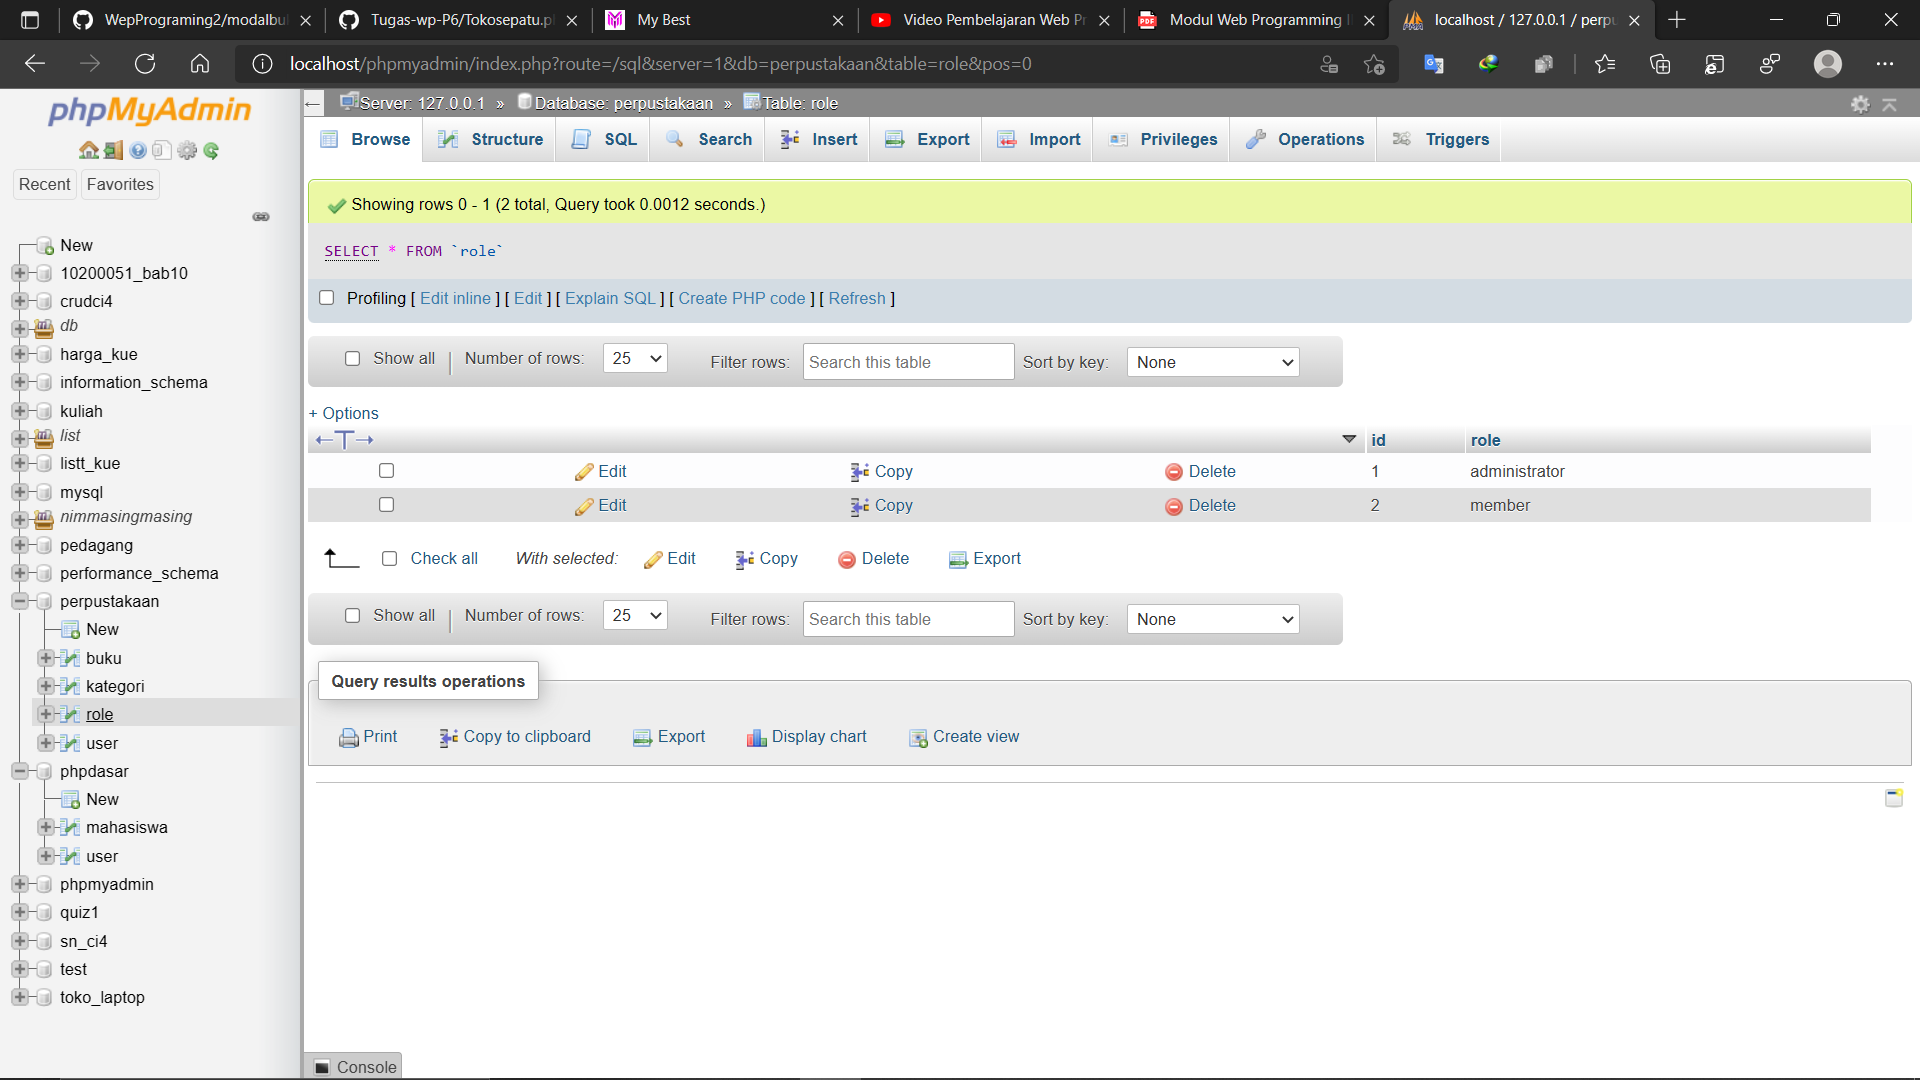 WepPrograming2/modalbu
Tugas-wp-P6/Tokosepatu.p
My Best
Video Pembelajaran Web Pr
Modul Web Programming I
localhost / 127.0.0.1 / perpu
localhost/phpmyadmin/index.php?route=/sql&server=1&db=perpustakaan&table=role&pos=0
phpMyAdmin
Recent
Favorites
New
10200051_bab10
crudci4
db
harga_kue
information_schema
kuliah
list
listt_kue
mysql
nimmasingmasing
pedagang
performance_schema
perpustakaan
New
buku
kategori
role
user
phpdasar
New
mahasiswa
user
phpmyadmin
quiz1
sn_ci4
test
toko_laptop
Server: 127.0.0.1 » Database: perpustakaan » Table: role
Browse Structure SQL Search Insert Export Import Privileges Operations Triggers
Showing rows 0 - 1 (2 total, Query took 0.0012 seconds.)
SELECT * FROM `role`
Profiling [ Edit inline ] [ Edit ] [ Explain SQL ] [ Create PHP code ] [ Refresh ]
Show all | Number of rows: 25 Filter rows: Search this table Sort by key: None
+ Options
←T→ id role
Edit Copy Delete 1 administrator
Edit Copy Delete 2 member
Check all With selected: Edit Copy Delete Export
Show all | Number of rows: 25 Filter rows: Search this table Sort by key: None
Query results operations
Print Copy to clipboard Export Display chart Create view
Console